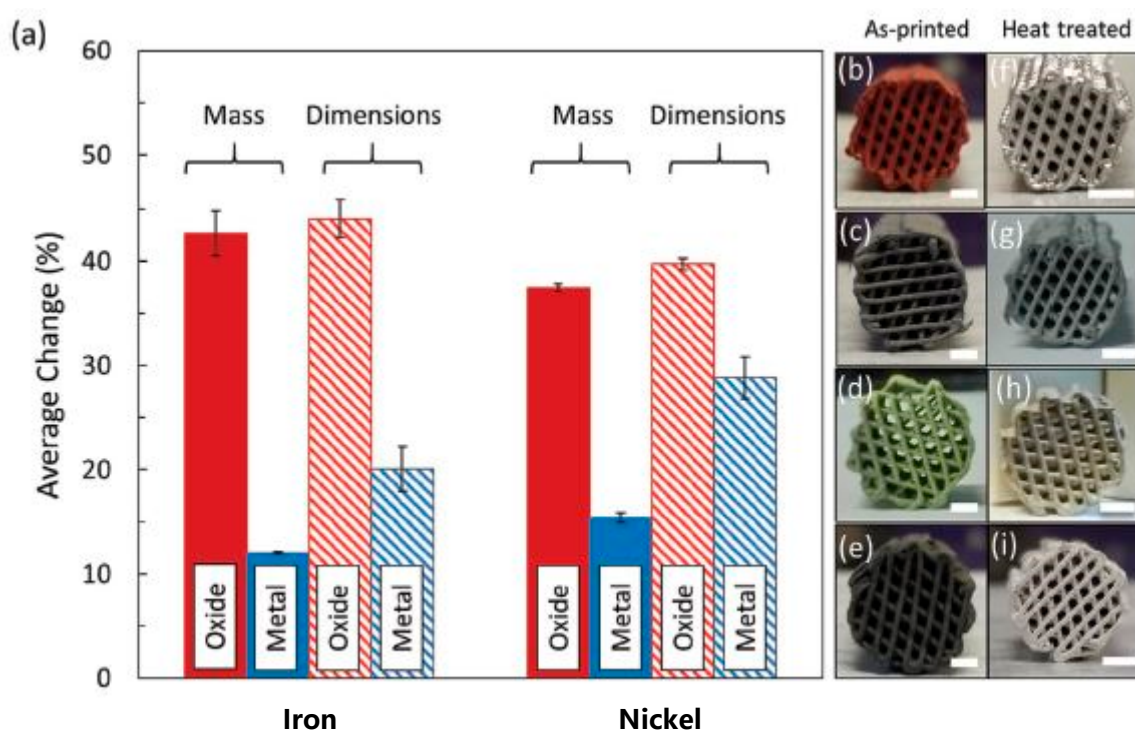 (a)
60
50
40
30
20
10
0
Average Change (%)
Mass Dimensions Mass Dimensions
Oxide Metal Oxide Metal Oxide Metal Oxide Metal
Iron Nickel
As-printed Heat treated
(b) (f)
(c) (g)
(d) (h)
(e) (i)